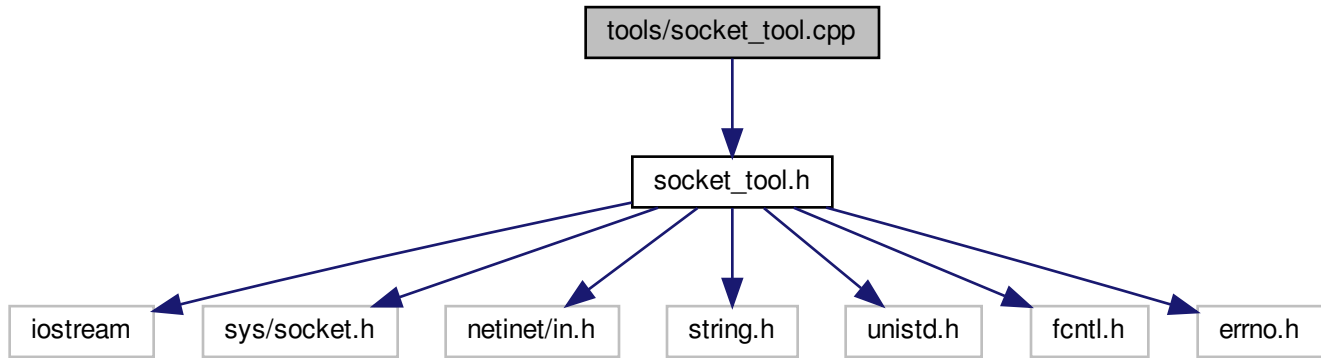 tools/socket_tool.cpp
socket_tool.h
iostream
sys/socket.h
netinet/in.h
string.h
unistd.h
fcntl.h
errno.h